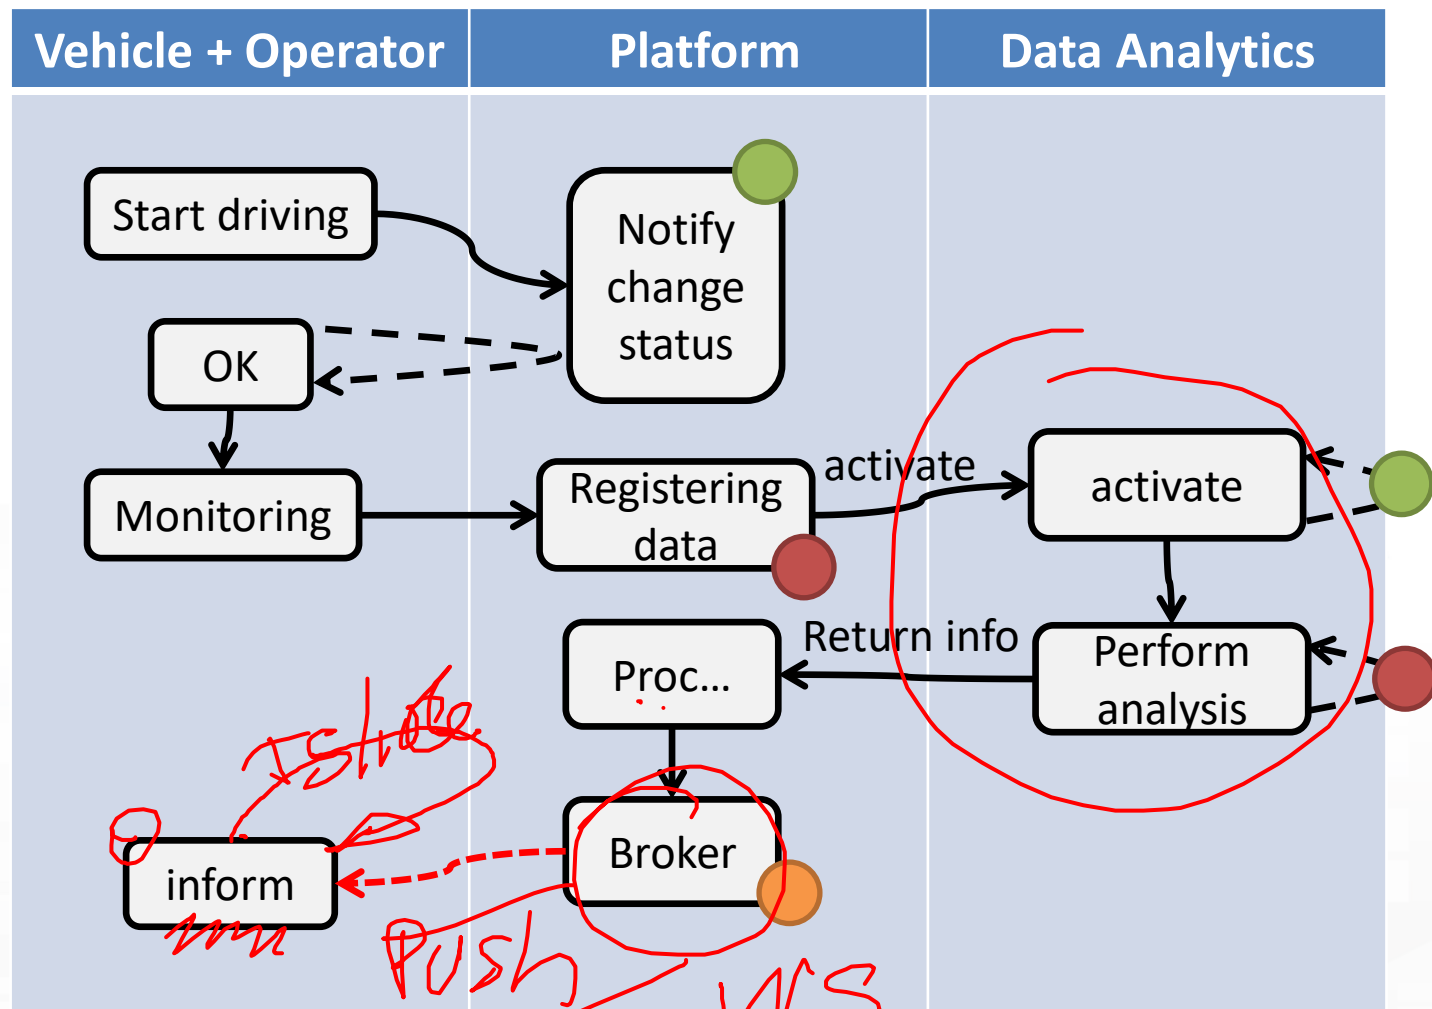 Vehicle + Operator
Platform
Data Analytics
Start driving
Notify
change
status
OK
activate
activate
Monitoring
Registering
data
Return info
Perform
analysis
Proc...
Broker
inform
Push